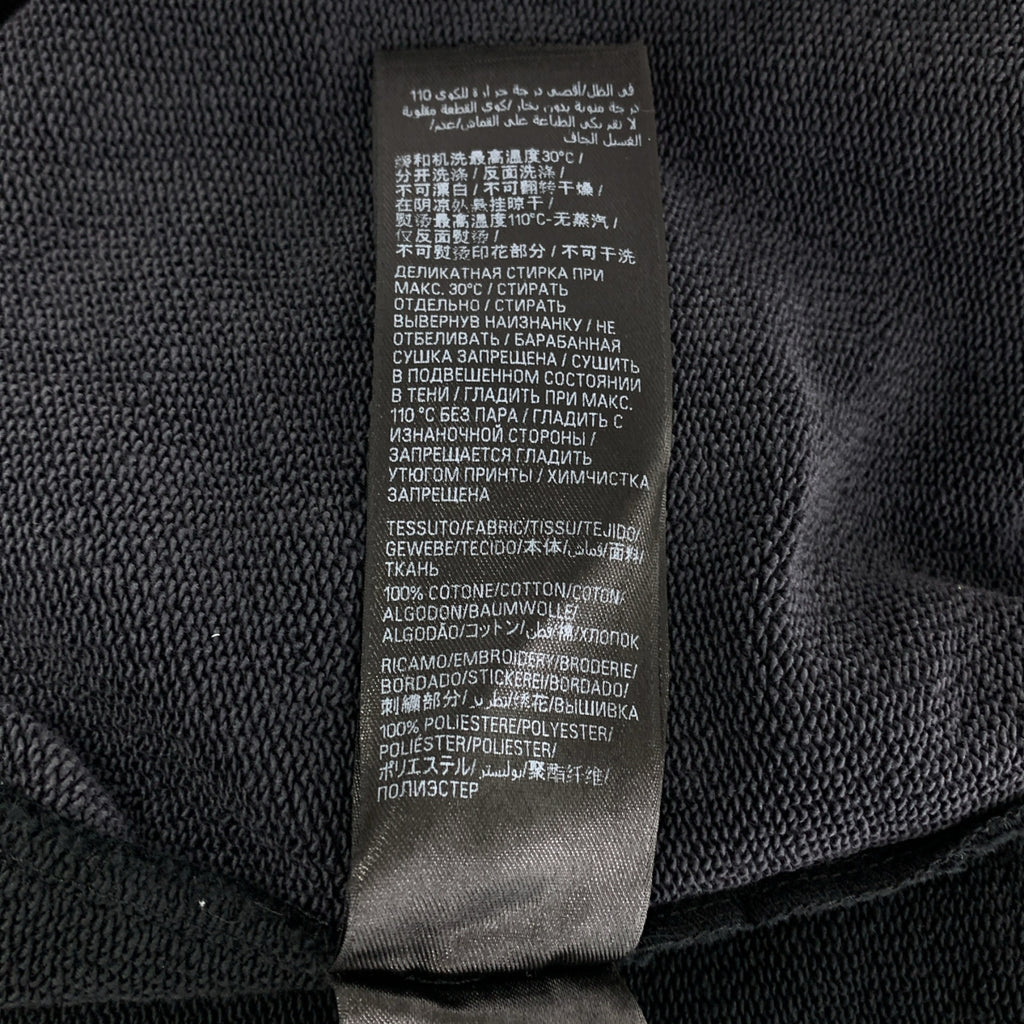 في الظل/أقصى درجة حرارة للكوى 110
درجة مئوية بدون بخار/كوى القطعة مقلوبة
لا تقم بكى الطباعة على القماش/عدم/
الغسيل الجاف
缓和机洗最高温度30°C /
分开洗涤 / 反面洗涤 /
不可漂白 / 不可翻转干燥 /
在阴凉处悬挂晾干 /
熨烫最高温度110°C-无蒸汽 /
仅反面熨烫 /
不可熨烫印花部分 / 不可干洗
ДЕЛИКАТНАЯ СТИРКА ПРИ
МАКС. 30°C / СТИРАТЬ
ОТДЕЛЬНО / СТИРАТЬ
ВЫВЕРНУВ НАИЗНАНКУ / НЕ
ОТБЕЛИВАТЬ / БАРАБАННАЯ
СУШКА ЗАПРЕЩЕНА / СУШИТЬ
В ПОДВЕШЕННОМ СОСТОЯНИИ
В ТЕНИ / ГЛАДИТЬ ПРИ МАКС.
110 °C БЕЗ ПАРА / ГЛАДИТЬ С
ИЗНАНОЧНОЙ СТОРОНЫ /
ЗАПРЕЩАЕТСЯ ГЛАДИТЬ
УТЮГОМ ПРИНТЫ / ХИМЧИСТКА
ЗАПРЕЩЕНА
TESSUTO/FABRIC/TISSU/TEJIDO/
GEWEBE/TECIDO/本体/قماش/面料/
ТКАНЬ
100% COTONE/COTTON/COTON/
ALGODON/BAUMWOLLE/
ALGODÃO/コットン/قطن/棉/ХЛОПОК
RICAMO/EMBROIDERY/BRODERIE/
BORDADO/STICKEREI/BORDADO/
刺繍部分/تطريز/绣花/ВЫШИВКА
100% POLIESTERE/POLYESTER/
POLIÉSTER/POLIESTER/
ポリエステル/بوليستر/聚酯纤维/
ПОЛИЭСТЕР